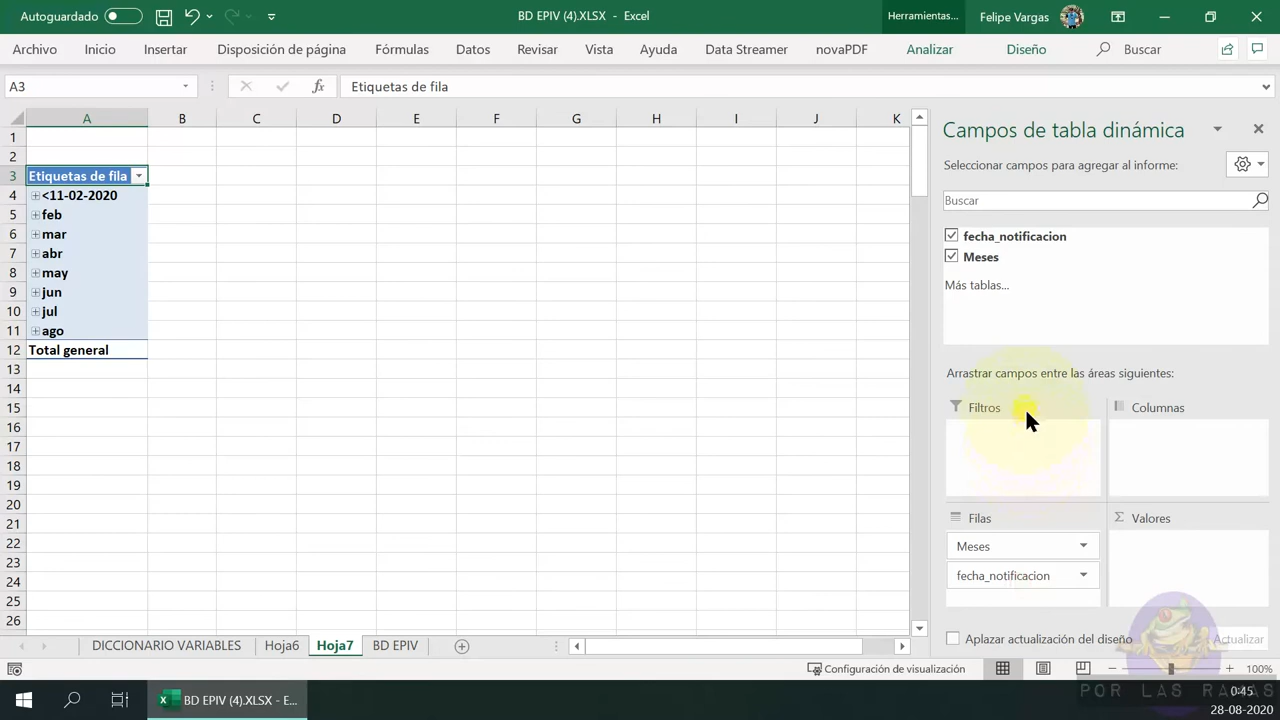 Autoguardado
BD EPIV (4).XLSX - Excel
Herramientas...
Felipe Vargas
Archivo Inicio Insertar Disposición de página Fórmulas Datos Revisar Vista Ayuda Data Streamer novaPDF Analizar Diseño Buscar
A3
fx
Etiquetas de fila
A B C D E F G H I J K
1
2
3 Etiquetas de fila
4 <11-02-2020
5 feb
6 mar
7 abr
8 may
9 jun
10 jul
11 ago
12 Total general
13
14
15
16
17
18
19
20
21
22
23
24
25
26
Campos de tabla dinámica
Seleccionar campos para agregar al informe:
Buscar
fecha_notificacion
Meses
Más tablas...
Arrastrar campos entre las áreas siguientes:
Filtros
Columnas
Filas
Σ Valores
Meses
fecha_notificacion
Aplazar actualización del diseño
Actualizar
DICCIONARIO VARIABLES Hoja6 Hoja7 BD EPIV
Configuración de visualización
100%
BD EPIV (4).XLSX - E...
POR LAS RANAS
0:45
28-08-2020